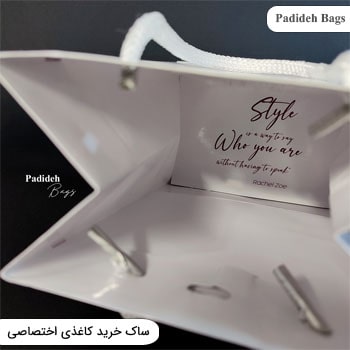 Padideh Bags
Style
is a way to say
Who you are
without having to speak
Rachel Zoe
Padideh
Bags
ساک خرید کاغذی اختصاصی